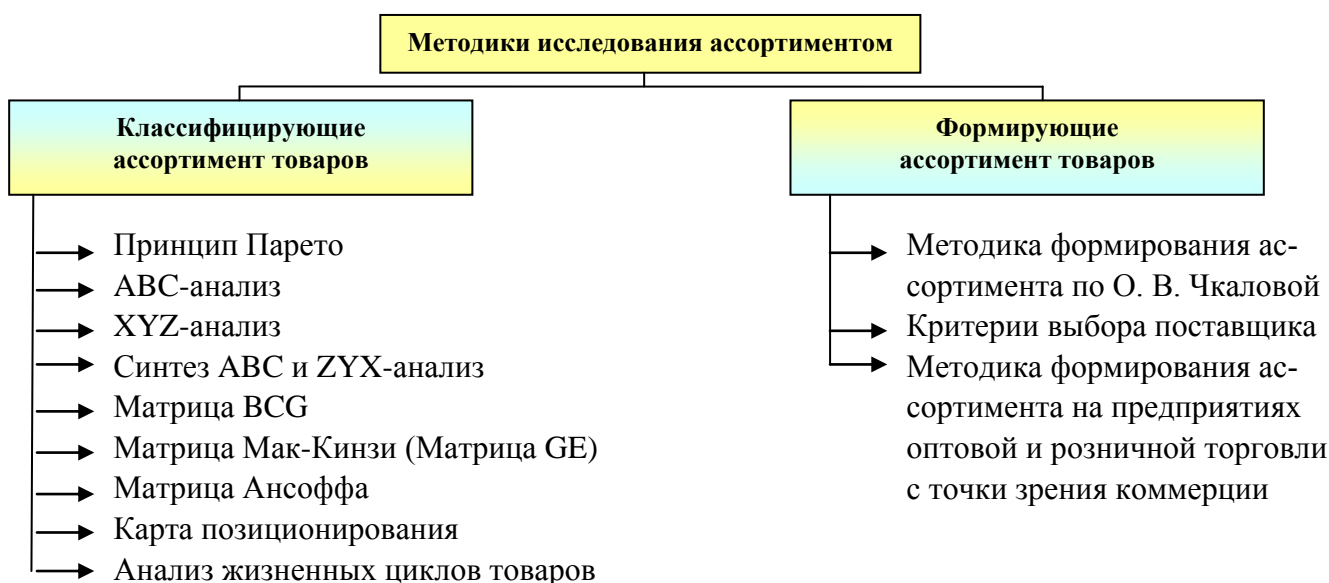 Методики исследования ассортиментом
Классифицирующие
ассортимент товаров
Принцип Парето
АВС-анализ
XYZ-анализ
Синтез АВС и ZYX-анализ
Матрица BCG
Матрица Мак-Кинзи (Матрица GE)
Матрица Ансоффа
Карта позиционирования
Анализ жизненных циклов товаров
Формирующие
ассортимент товаров
Методика формирования ас-
сортимента по О. В. Чкаловой
Критерии выбора поставщика
Методика формирования ас-
сортимента на предприятиях
оптовой и розничной торговли
с точки зрения коммерции